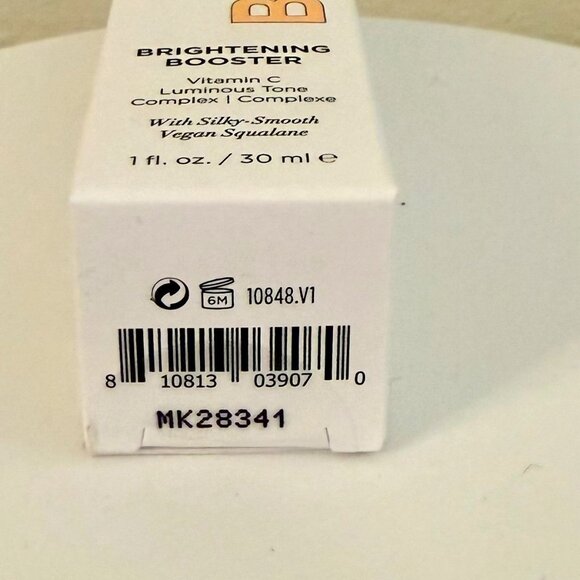 B
BRIGHTENING
BOOSTER
Vitamin C
Luminous Tone
Complex | Complexe
With Silky-Smooth
Vegan Squalane
1 fl. oz. / 30 ml ℮
6M 10848.V1
8 10813 03907 0
MK28341